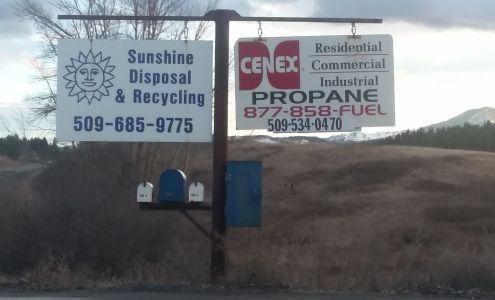 Sunshine
Disposal
& Recycling
509-685-9775
CENEX
Residential
Commercial
Industrial
PROPANE
877-858-FUEL
509-534-0470